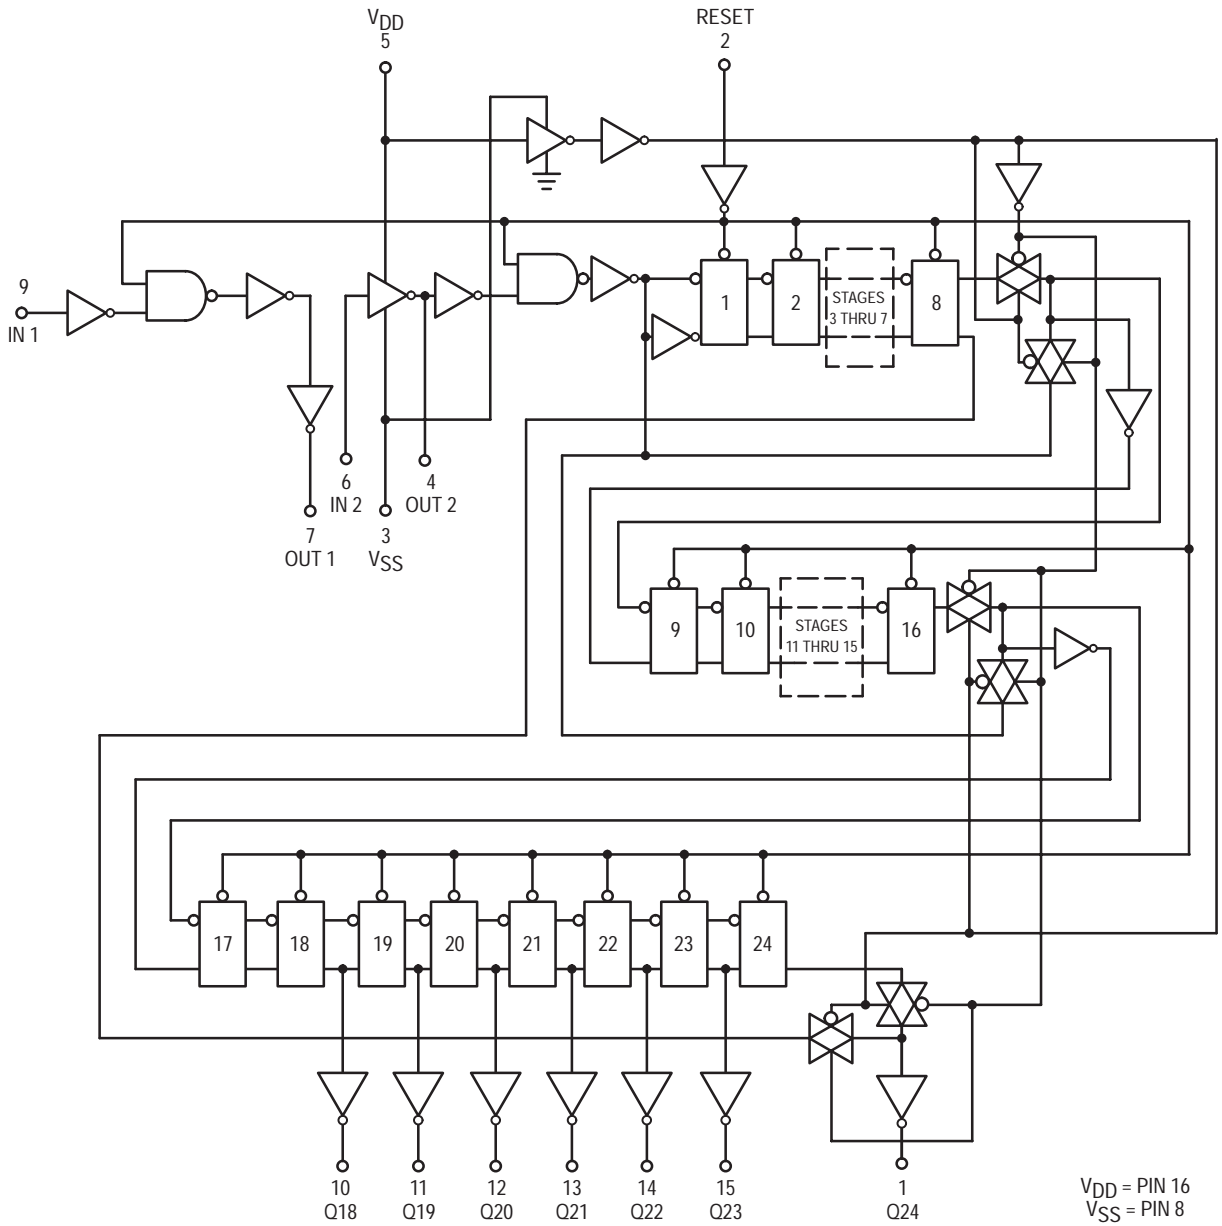 VDD
5
RESET
2
9
IN 1
1
2
STAGES
3 THRU 7
8
6
IN 2
4
OUT 2
7
OUT 1
3
VSS
9
10
STAGES
11 THRU 15
16
17
18
19
20
21
22
23
24
10
Q18
11
Q19
12
Q20
13
Q21
14
Q22
15
Q23
1
Q24
VDD = PIN 16
VSS = PIN 8